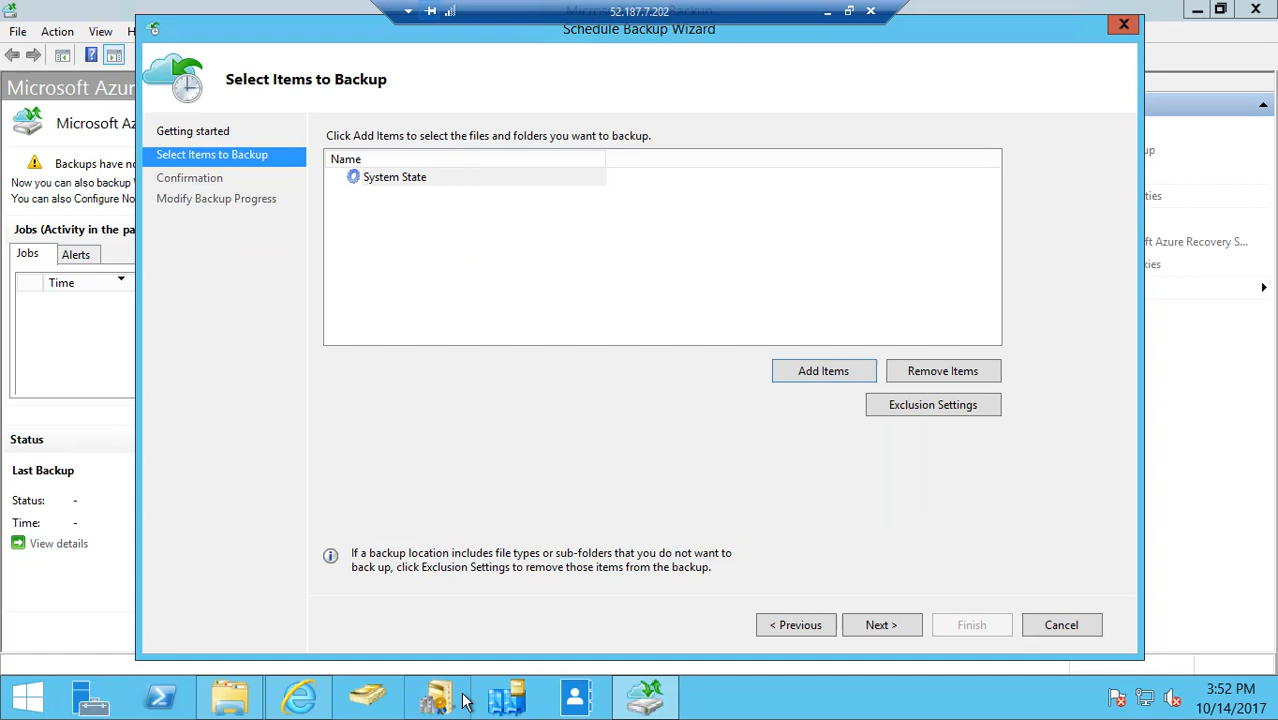 52.187.7.202
Schedule Backup Wizard
File Action View H
Microsoft Azur
Microsoft Az
Backups have no
Now you can also backup W
You can also Configure No
Jobs (Activity in the pa
Jobs Alerts
Time
Status
Last Backup
Status: -
Time: -
View details
Select Items to Backup
Getting started
Select Items to Backup
Confirmation
Modify Backup Progress
Click Add Items to select the files and folders you want to backup.
Name
System State
Add Items Remove Items
Exclusion Settings
If a backup location includes file types or sub-folders that you do not want to
back up, click Exclusion Settings to remove those items from the backup.
< Previous Next > Finish Cancel
up
ties
oft Azure Recovery S...
xies
3:52 PM
10/14/2017